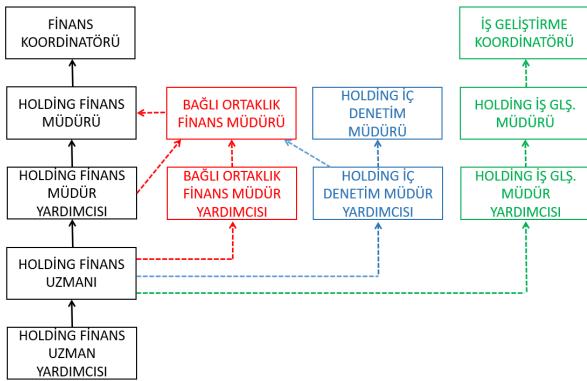 FİNANS
KOORDİNATÖRÜ
İŞ GELİŞTİRME
KOORDİNATÖRÜ
HOLDİNG FİNANS
MÜDÜRÜ
BAĞLI ORTAKLIK
FİNANS MÜDÜRÜ
HOLDİNG İÇ
DENETİM
MÜDÜRÜ
HOLDİNG İŞ GLŞ.
MÜDÜRÜ
HOLDİNG FİNANS
MÜDÜR
YARDIMCISI
BAĞLI ORTAKLIK
FİNANS MÜDÜR
YARDIMCISI
HOLDİNG İÇ
DENETİM MÜDÜR
YARDIMCISI
HOLDİNG İŞ GLŞ.
MÜDÜR
YARDIMCISI
HOLDİNG FİNANS
UZMANI
HOLDİNG FİNANS
UZMAN
YARDIMCISI